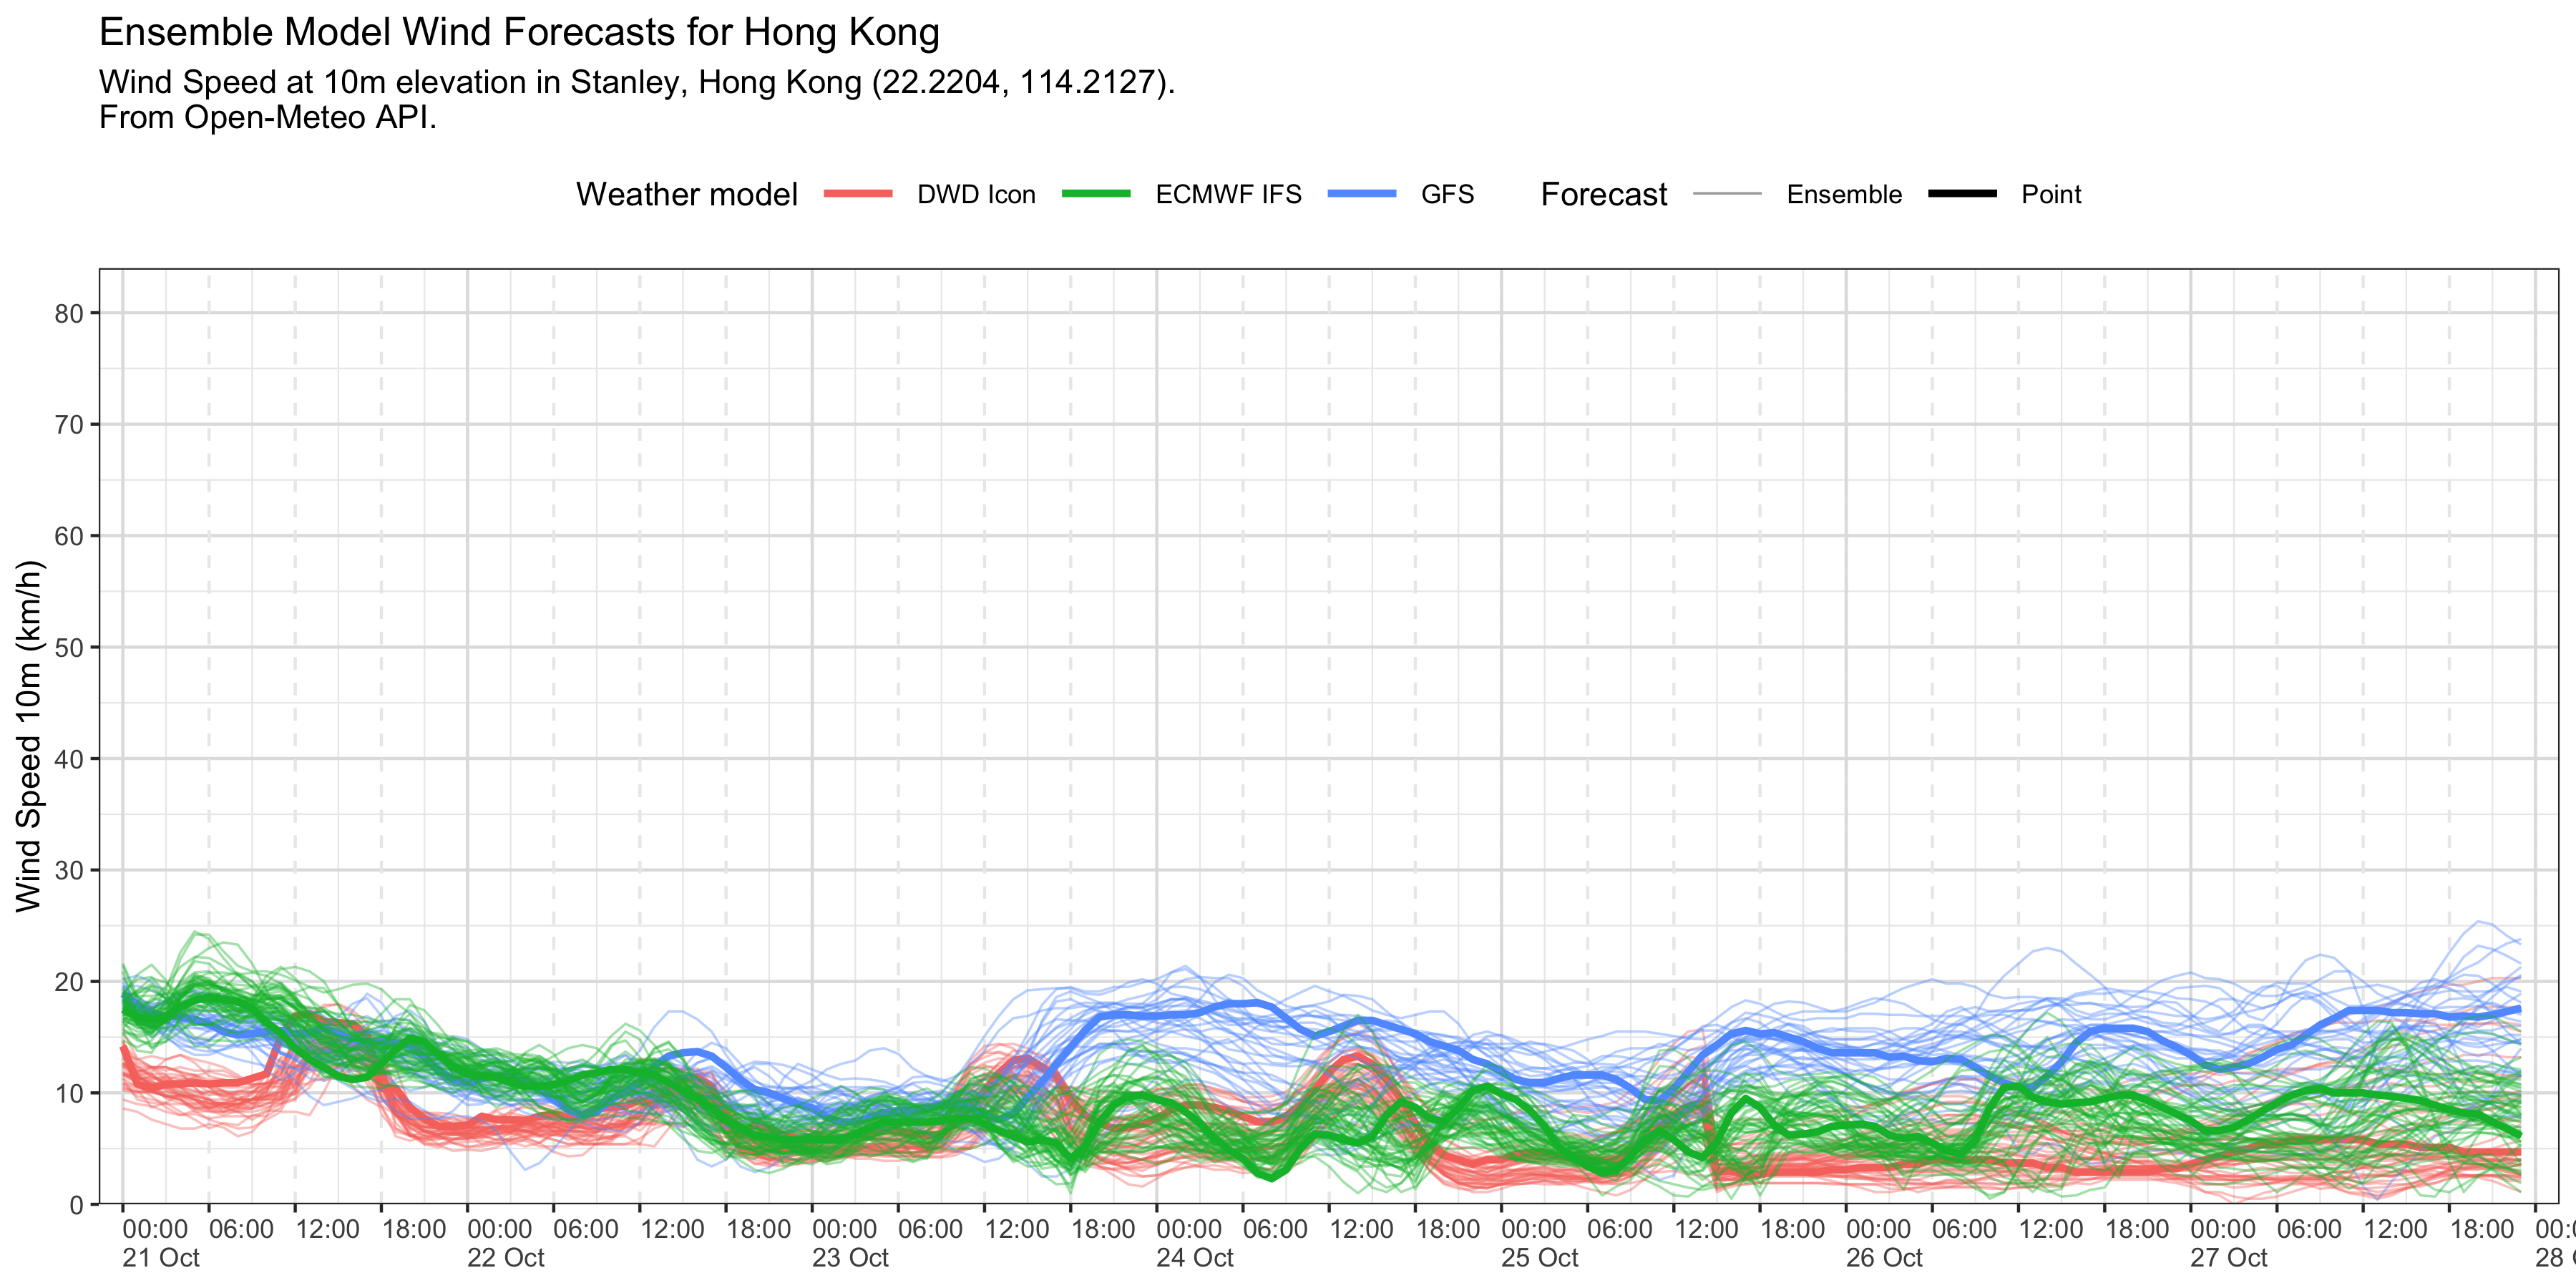 Ensemble Model Wind Forecasts for Hong Kong
Wind Speed at 10m elevation in Stanley, Hong Kong (22.2204, 114.2127).
From Open-Meteo API.
Weather model DWD Icon ECMWF IFS GFS Forecast Ensemble Point
Wind Speed 10m (km/h)
80
70
60
50
40
30
20
10
0
00:00 06:00 12:00 18:00 00:00 06:00 12:00 18:00 00:00 06:00 12:00 18:00 00:00 06:00 12:00 18:00 00:00 06:00 12:00 18:00 00:00 06:00 12:00 18:00 00:00 06:00 12:00 18:00
21 Oct 22 Oct 23 Oct 24 Oct 25 Oct 26 Oct 27 Oct 28